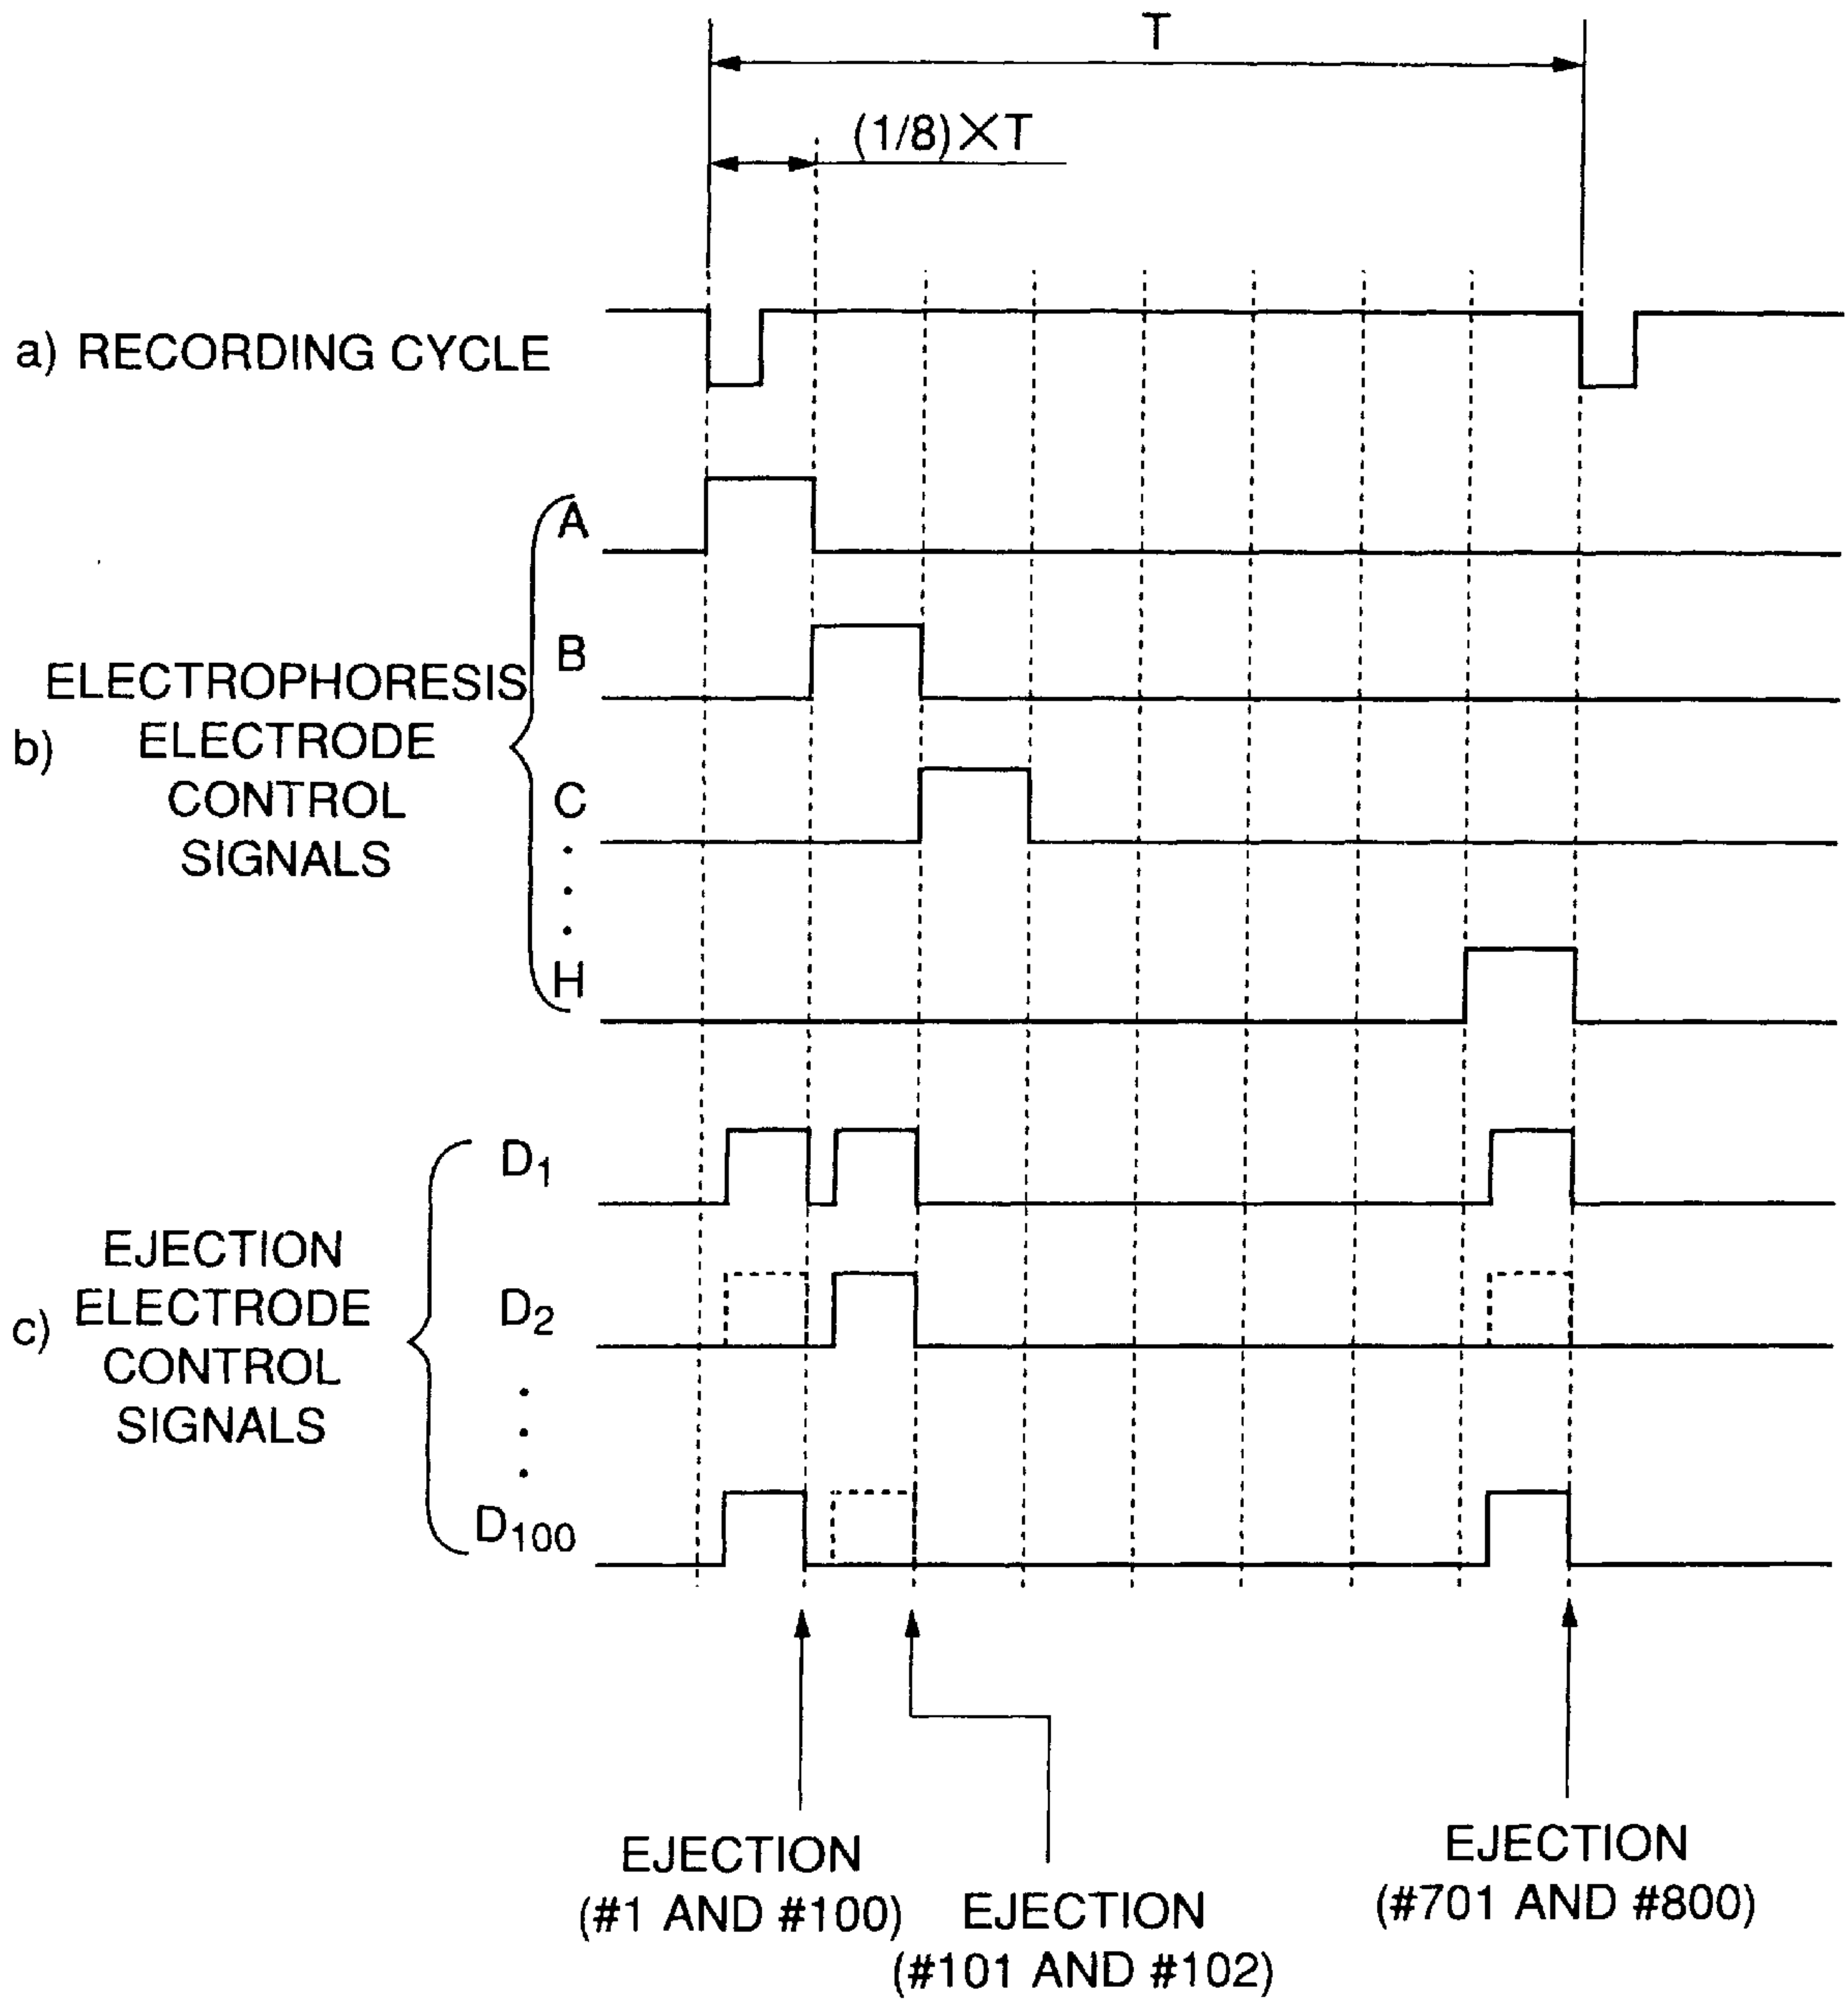 T
(1/8)×T
a) RECORDING CYCLE
A
B
ELECTROPHORESIS
b) ELECTRODE
CONTROL
SIGNALS
C
H
D1
EJECTION
c) ELECTRODE
CONTROL
SIGNALS
D2
D100
EJECTION
(#1 AND #100)
EJECTION
(#101 AND #102)
EJECTION
(#701 AND #800)